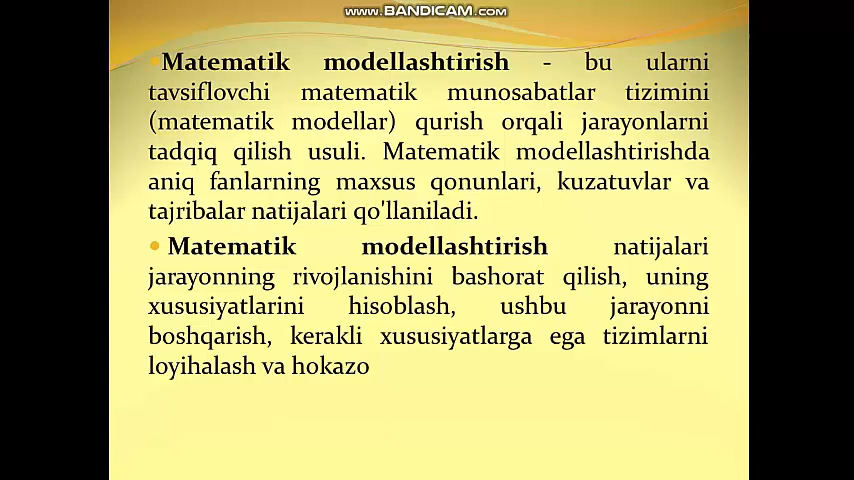 www.BANDICAM.com
Matematik modellashtirish - bu ularni
tavsiflovchi matematik munosabatlar tizimini
(matematik modellar) qurish orqali jarayonlarni
tadqiq qilish usuli. Matematik modellashtirishda
aniq fanlarning maxsus qonunlari, kuzatuvlar va
tajribalar natijalari qo'llaniladi.
Matematik modellashtirish natijalari
jarayonning rivojlanishini bashorat qilish, uning
xususiyatlarini hisoblash, ushbu jarayonni
boshqarish, kerakli xususiyatlarga ega tizimlarni
loyihalash va hokazo